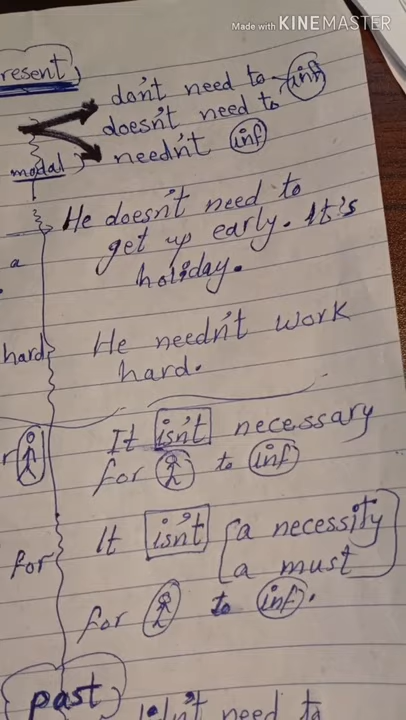 Made with KINEMASTER
resent)
don't need to inf
doesn't need to
needn't inf
modal)
He doesn't need to
get up early. It's
a
holiday.
He needn't work
hard
hard.
It isn't necessary
r
for to inf
It isn't a necessity
a must
for
for to inf.
past
didn't need to